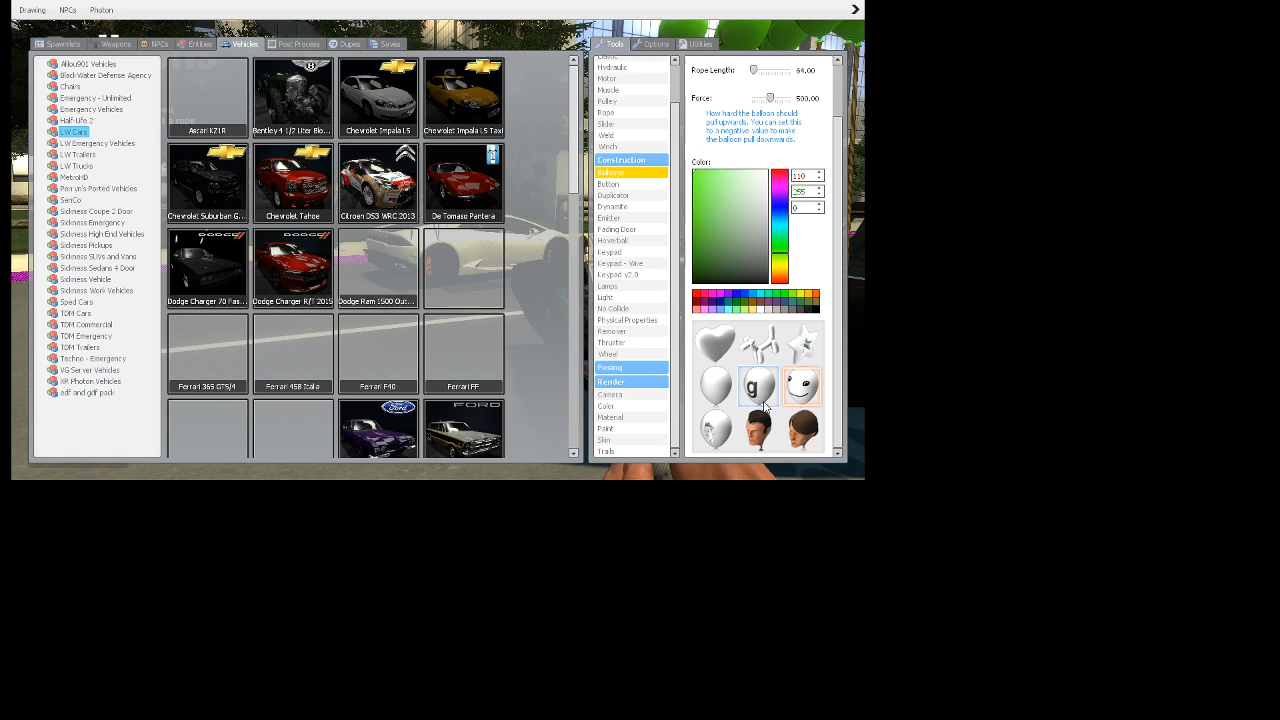 Drawing NPCs Photon
Spawnlists Weapons NPCs Entities Vehicles Post Process Dupes Saves
Allou901 Vehicles
BlackWater Defense Agency
Chairs
Emergency - Unlimited
Emergency Vehicles
Half-Life 2
LW Cars
LW Emergency Vehicles
LW Trailers
LW Trucks
MetroHD
Perryn's Ported Vehicles
SenCo
Sickness Coupe 2 Door
Sickness Emergency
Sickness High End Vehicles
Sickness Pickups
Sickness SUVs and Vans
Sickness Sedans 4 Door
Sickness Vehicle
Sickness Work Vehicles
Sped Cars
TDM Cars
TDM Commercial
TDM Emergency
TDM Trailers
Techno - Emergency
VG Server Vehicles
XR Photon Vehicles
edf and gdf pack
Ascari KZ1R
Bentley 4 1/2 Liter Blo...
Chevrolet Impala LS
Chevrolet Impala LS Taxi
Chevrolet Suburban G...
Chevrolet Tahoe
Citroen DS3 WRC 2013
De Tomaso Pantera
DODGE
DODGE
Dodge Charger 70 Fas...
Dodge Charger R/T 2015
Dodge Ram 1500 Out...
Ferrari 365 GTS/4
Ferrari 458 Italia
Ferrari F40
Ferrari FF
Ford
FORD
Tools Options Utilities
Elastic
Hydraulic
Motor
Muscle
Pulley
Rope
Slider
Weld
Winch
Construction
Balloons
Button
Duplicator
Dynamite
Emitter
Fading Door
Hoverball
Keypad
Keypad - Wire
Keypad v2.0
Lamps
Light
No Collide
Physical Properties
Remover
Thruster
Wheel
Posing
Render
Camera
Color
Material
Paint
Skin
Trails
Rope Length: 64.00
Force: 500.00
How hard the balloon should
pull upwards. You can set this
to a negative value to make
the balloon pull downwards.
Color:
110
255
0
g